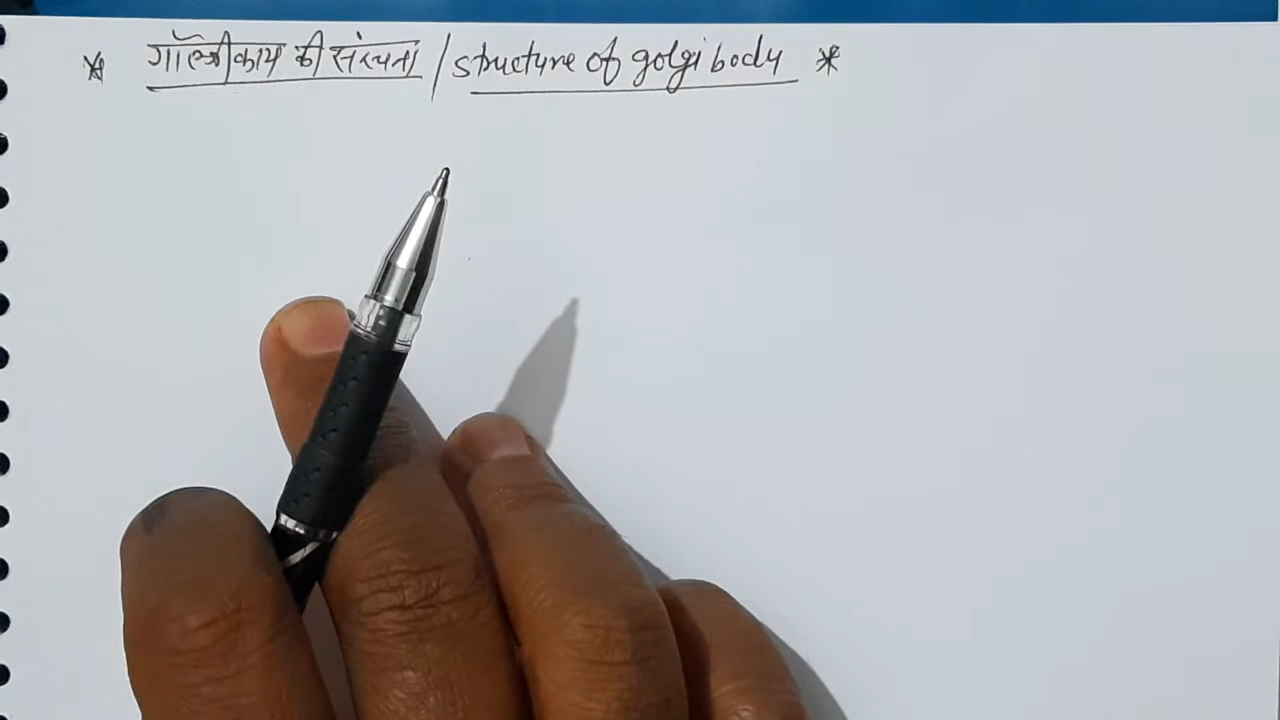 * गॉल्जीकाय की संरचना / structure of golgi body *